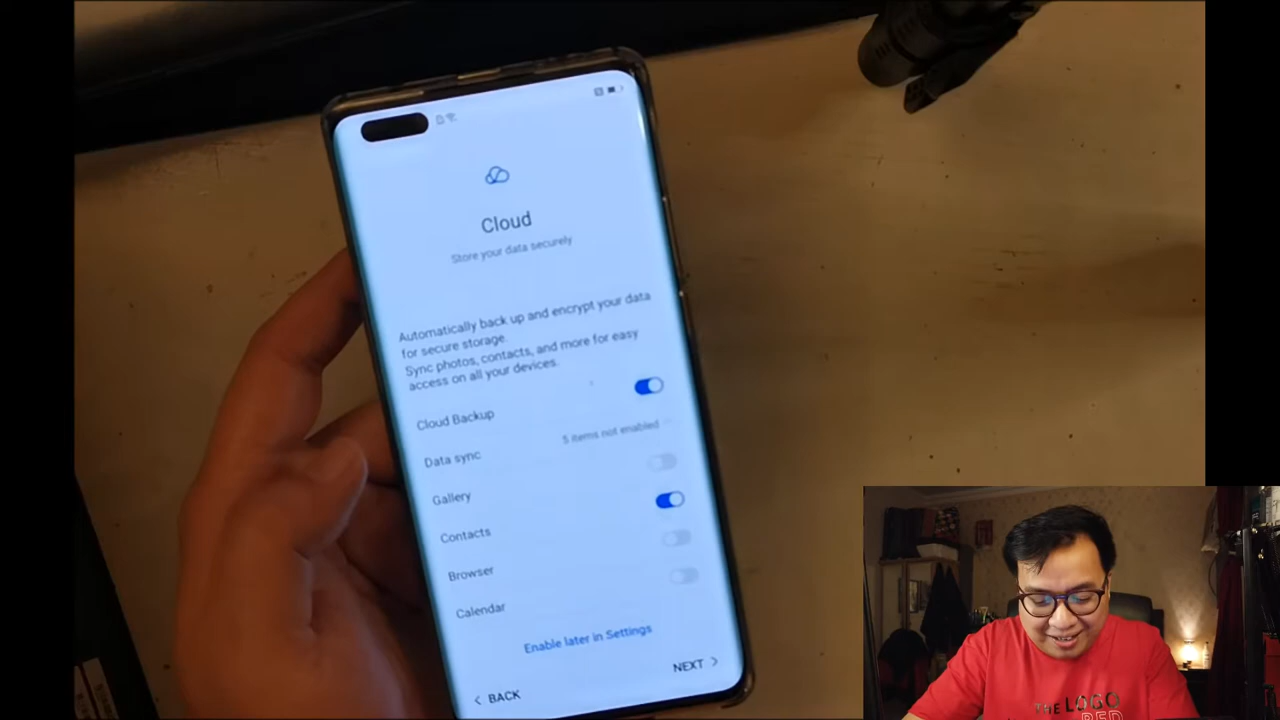 Cloud
Store your data securely
Automatically back up and encrypt your data
for secure storage.
Sync photos, contacts, and more for easy
access on all your devices.
Cloud Backup
Data sync
5 items not enabled
Gallery
Contacts
Browser
Calendar
Enable later in Settings
BACK
NEXT
THE LOGO
RED